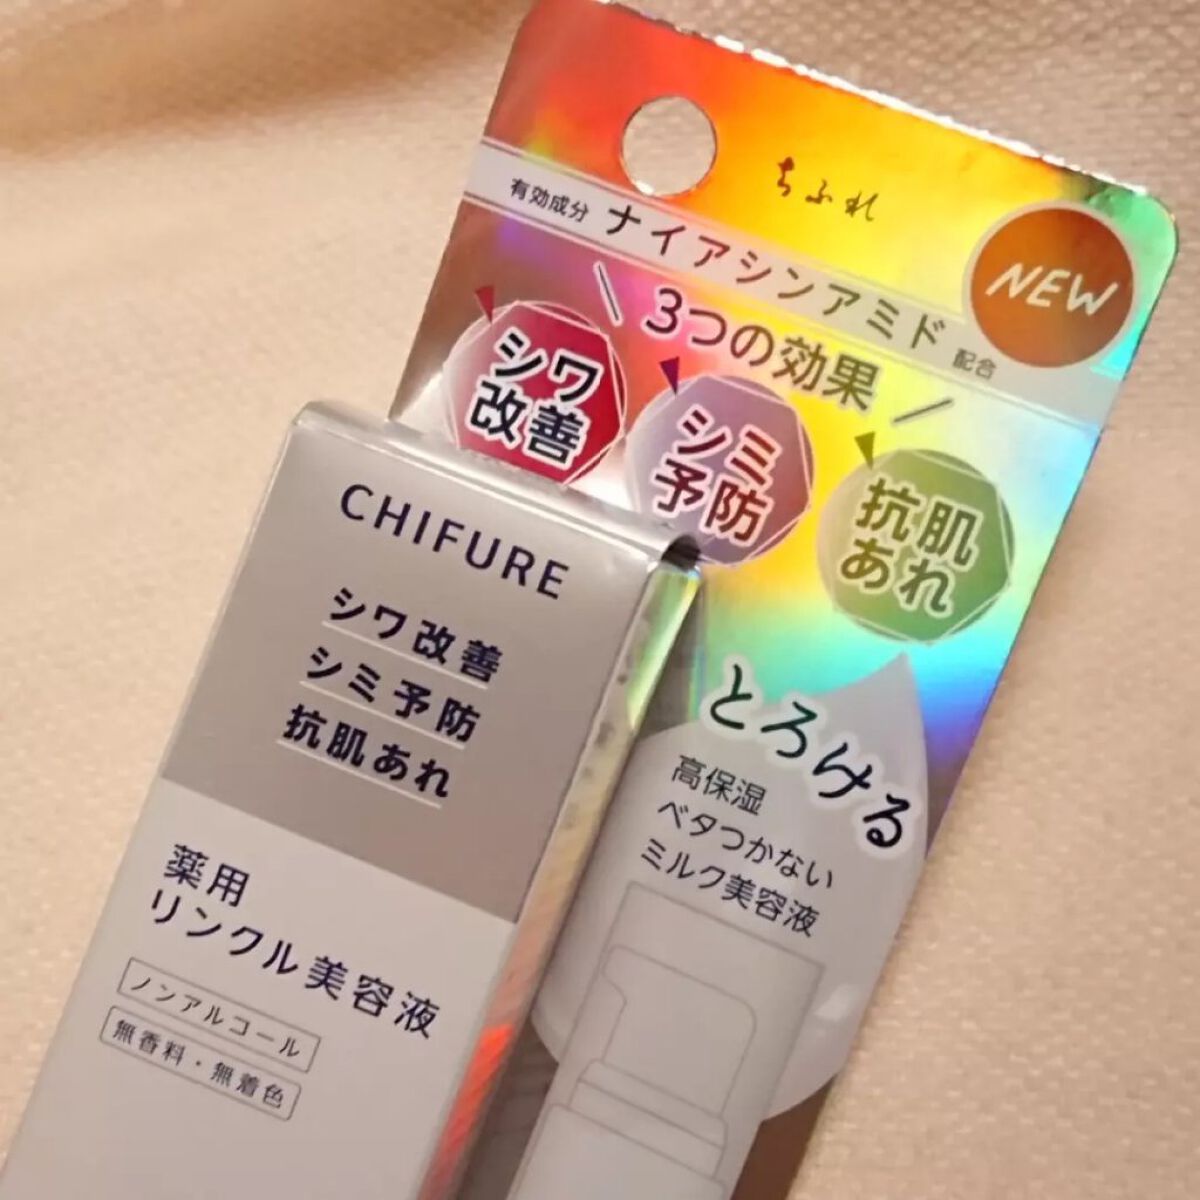 ちふれ
有効成分 ナイアシンアミド 配合
NEW
3つの効果
シワ
改善
シミ
予防
抗肌
あれ
とろける
高保湿
ベタつかない
ミルク美容液
CHIFURE
シワ改善
シミ予防
抗肌あれ
薬用
リンクル美容液
ノンアルコール
無香料・無着色